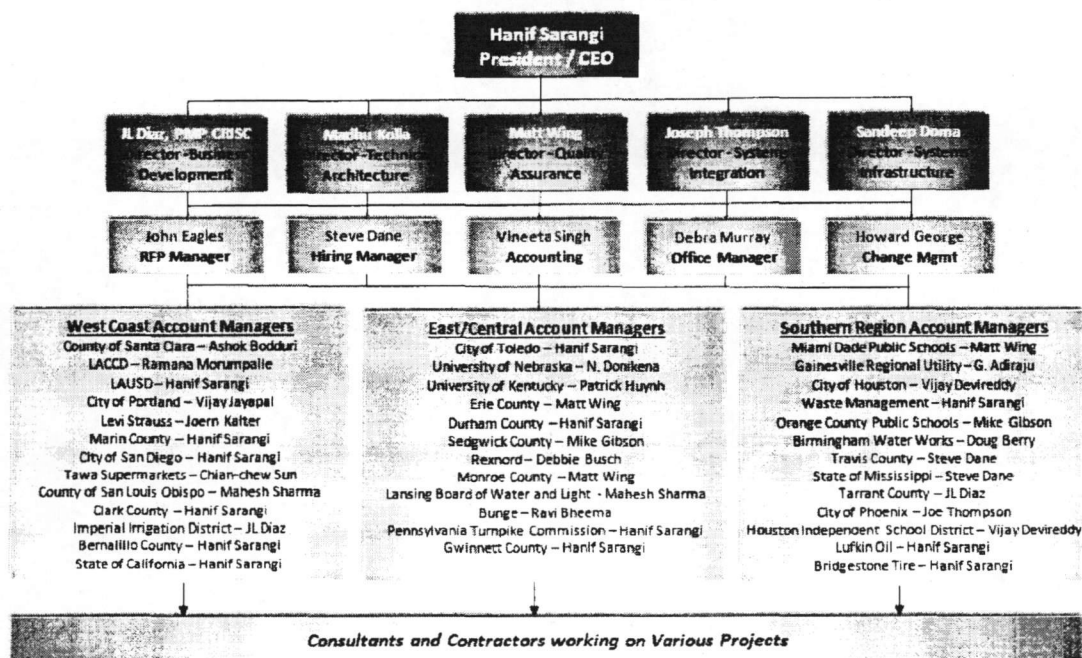 Hanif Sarangi
President / CEO
JL Diaz, PMP CRISC
Director - Business
Development
Madhu Kolla
Director - Technical
Architecture
Matt Wing
Director - Quality
Assurance
Joseph Thompson
Director - Systems
Integration
Sandeep Doma
Director - Systems
Infrastructure
John Eagles
RFP Manager
Steve Dane
Hiring Manager
Vineeta Singh
Accounting
Debra Murray
Office Manager
Howard George
Change Mgmt
West Coast Account Managers
County of Santa Clara – Ashok Bodduri
LACCD – Ramana Morumpalle
LAUSD – Hanif Sarangi
City of Portland – Vijay Jayapal
Levi Strauss – Joern Kalter
Marin County – Hanif Sarangi
City of San Diego – Hanif Sarangi
Tawa Supermarkets – Chian-chew Sun
County of San Louis Obispo – Mahesh Sharma
Clark County – Hanif Sarangi
Imperial Irrigation District – JL Diaz
Bernalillo County – Hanif Sarangi
State of California – Hanif Sarangi
East/Central Account Managers
City of Toledo – Hanif Sarangi
University of Nebraska – N. Donikena
University of Kentucky – Patrick Huynh
Erie County – Matt Wing
Durham County – Hanif Sarangi
Sedgwick County – Mike Gibson
Rexnord – Debbie Busch
Monroe County – Matt Wing
Lansing Board of Water and Light - Mahesh Sharma
Bunge – Ravi Bheema
Pennsylvania Turnpike Commission – Hanif Sarangi
Gwinnett County – Hanif Sarangi
Southern Region Account Managers
Miami Dade Public Schools – Matt Wing
Gainesville Regional Utility – G. Adiraju
City of Houston – Vijay Devireddy
Waste Management – Hanif Sarangi
Orange County Public Schools – Mike Gibson
Birmingham Water Works – Doug Berry
Travis County – Steve Dane
State of Mississippi – Steve Dane
Tarrant County – JL Diaz
City of Phoenix – Joe Thompson
Houston Independent School District – Vijay Devireddy
Lufkin Oil – Hanif Sarangi
Bridgestone Tire – Hanif Sarangi
Consultants and Contractors working on Various Projects